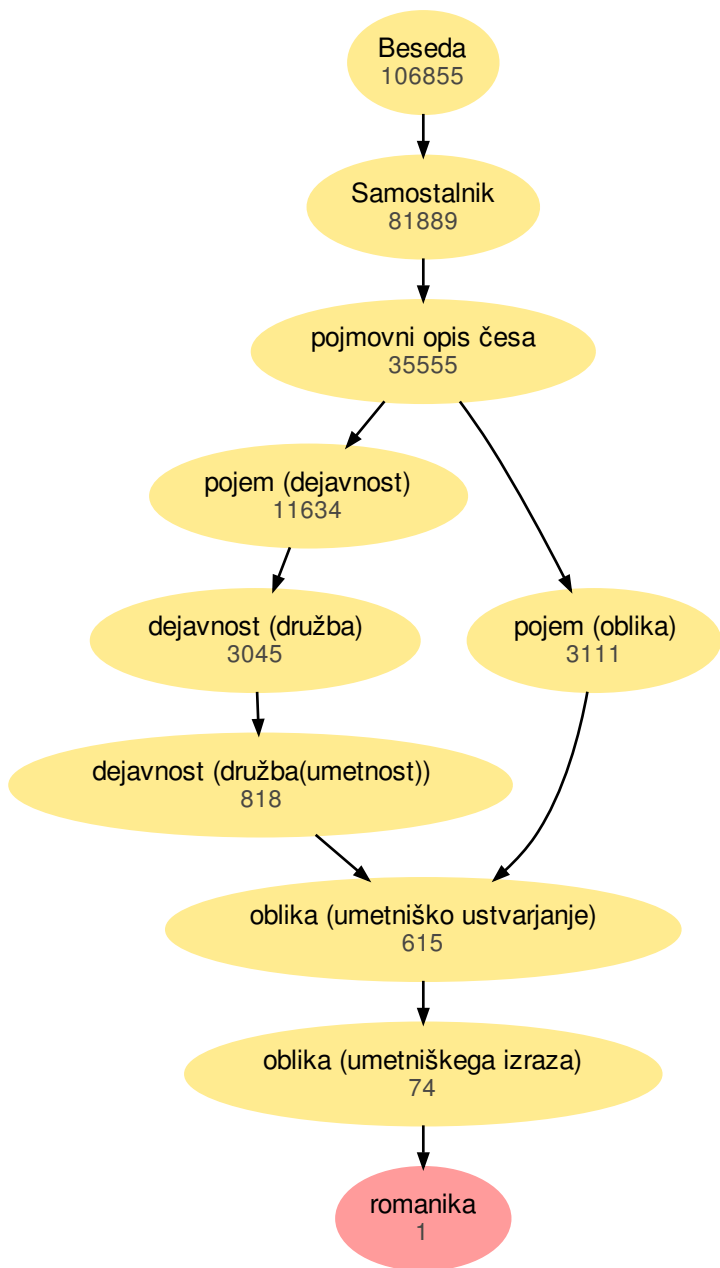 Beseda
106855
Samostalnik
81889
pojmovni opis česa
35555
pojem (dejavnost)
11634
dejavnost (družba)
3045
pojem (oblika)
3111
dejavnost (družba(umetnost))
818
oblika (umetniško ustvarjanje)
615
oblika (umetniškega izraza)
74
romanika
1